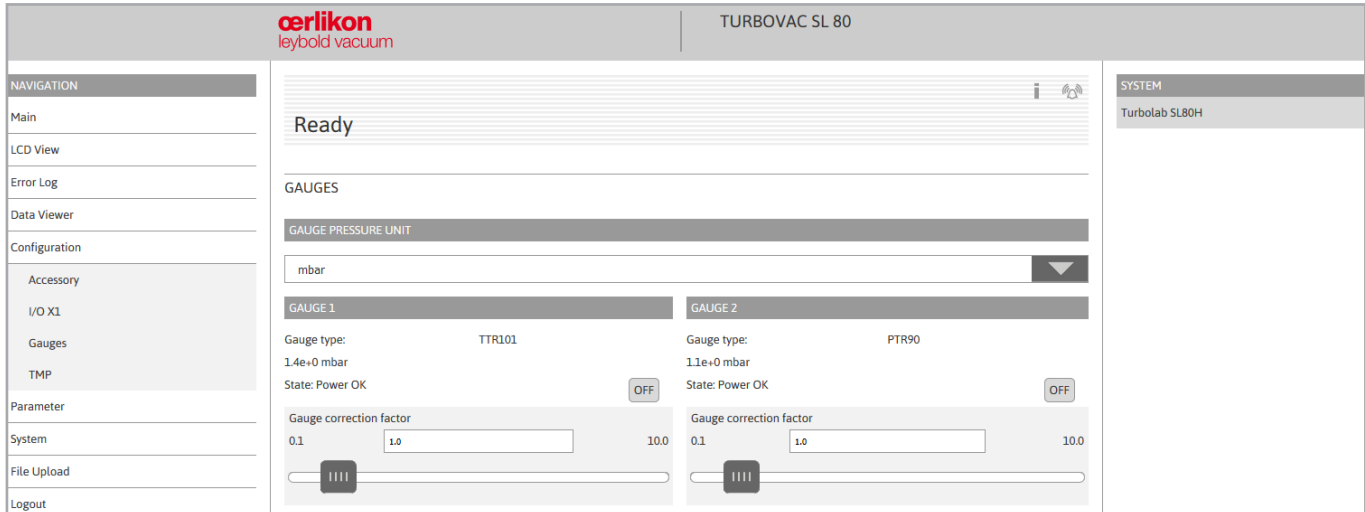 œrlikon
leybold vacuum
TURBOVAC SL 80
NAVIGATION
Main
LCD View
Error Log
Data Viewer
Configuration
Accessory
I/O X1
Gauges
TMP
Parameter
System
File Upload
Logout
Ready
GAUGES
GAUGE PRESSURE UNIT
mbar
GAUGE 1
Gauge type: TTR101
1.4e+0 mbar
State: Power OK OFF
Gauge correction factor
0.1 1.0 10.0
GAUGE 2
Gauge type: PTR90
1.1e+0 mbar
State: Power OK OFF
Gauge correction factor
0.1 1.0 10.0
SYSTEM
Turbolab SL80H